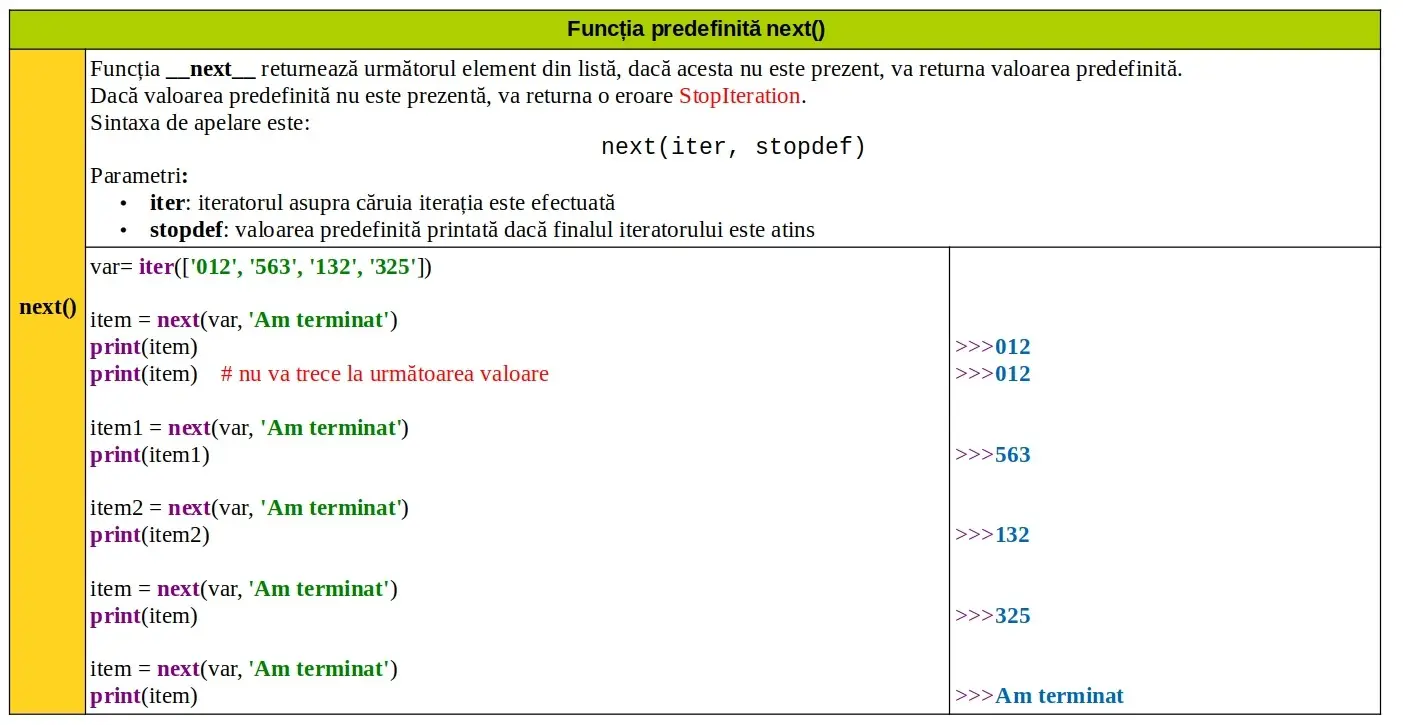 Funcția predefinită next()
next()
Funcția __next__ returnează următorul element din listă, dacă acesta nu este prezent, va returna valoarea predefinită.
Dacă valoarea predefinită nu este prezentă, va returna o eroare StopIteration.
Sintaxa de apelare este:
next(iter, stopdef)
Parametri:
• iter: iteratorul asupra căruia iterația este efectuată
• stopdef: valoarea predefinită printată dacă finalul iteratorului este atins
var= iter(['012', '563', '132', '325'])
item = next(var, 'Am terminat')
print(item) >>>012
print(item) # nu va trece la următoarea valoare >>>012
item1 = next(var, 'Am terminat')
print(item1) >>>563
item2 = next(var, 'Am terminat')
print(item2) >>>132
item = next(var, 'Am terminat')
print(item) >>>325
item = next(var, 'Am terminat')
print(item) >>>Am terminat